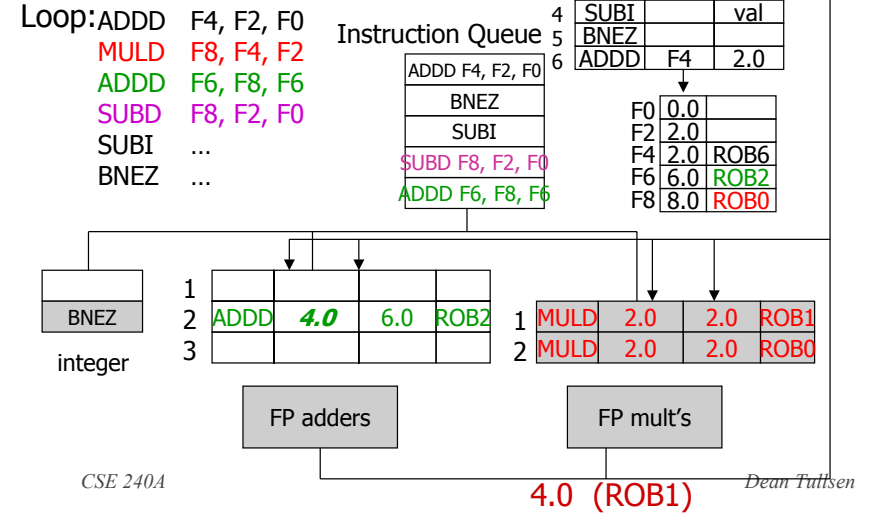 Loop: ADDD F4, F2, F0
MULD F8, F4, F2
ADDD F6, F8, F6
SUBD F8, F2, F0
SUBI ...
BNEZ ...
Instruction Queue
ADDD F4, F2, F0
BNEZ
SUBI
SUBD F8, F2, F0
ADDD F6, F8, F6
4 SUBI val
5 BNEZ
6 ADDD F4 2.0
F0 0.0
F2 2.0
F4 2.0 ROB6
F6 6.0 ROB2
F8 8.0 ROB0
BNEZ
integer
1
2 ADDD 4.0 6.0 ROB2
3
1 MULD 2.0 2.0 ROB1
2 MULD 2.0 2.0 ROB0
FP adders
FP mult's
4.0 (ROB1)
CSE 240A
Dean Tullsen